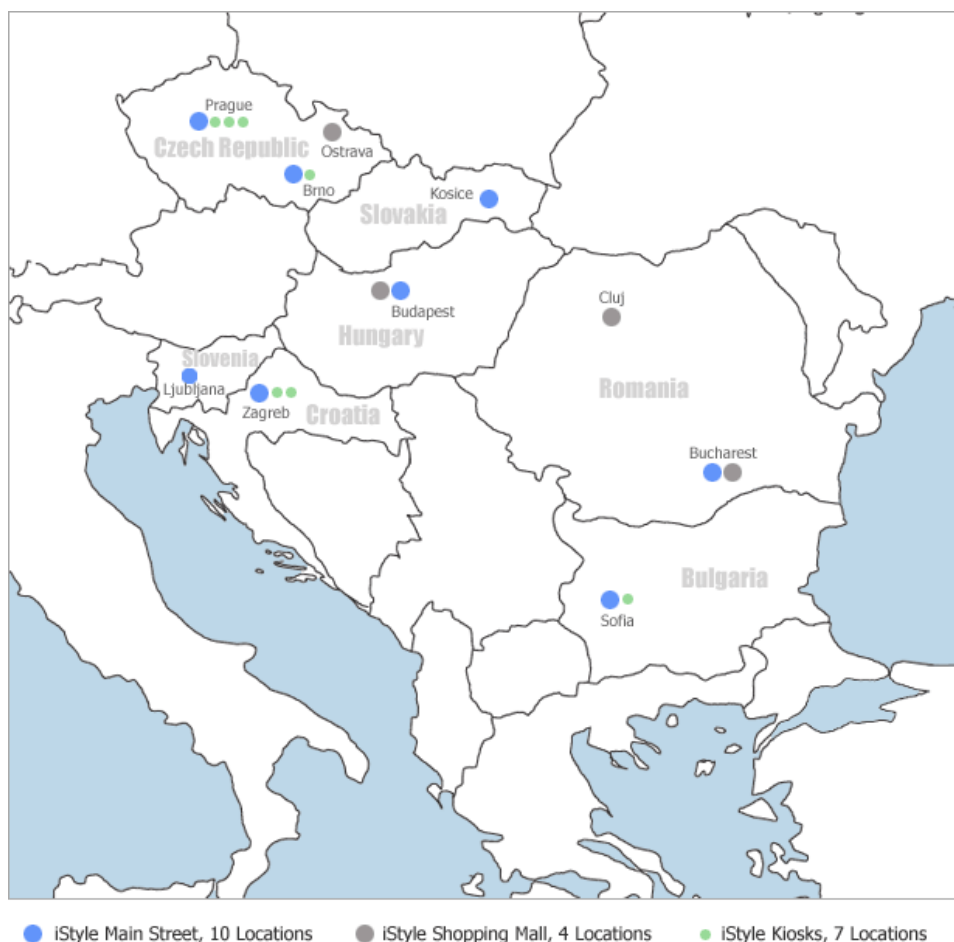 Prague
Czech Republic
Ostrava
Brno
Kosice
Slovakia
Budapest
Hungary
Cluj
Slovenia
Ljubljana
Zagreb
Croatia
Romania
Bucharest
Bulgaria
Sofia
iStyle Main Street, 10 Locations
iStyle Shopping Mall, 4 Locations
iStyle Kiosks, 7 Locations